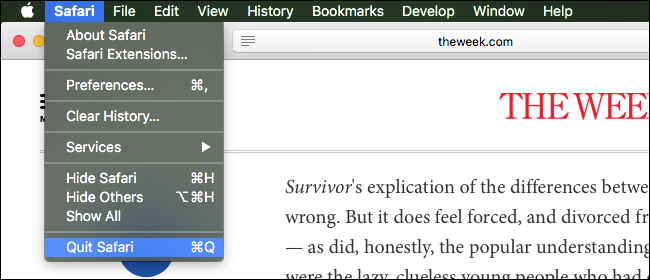 Safari File Edit View History Bookmarks Develop Window Help
About Safari
Safari Extensions...
Preferences... ⌘,
Clear History...
Services ▶
Hide Safari ⌘H
Hide Others ⌥⌘H
Show All
Quit Safari ⌘Q
theweek.com
THE WEE
Survivor's explication of the differences betwe
wrong. But it does feel forced, and divorced fr
— as did, honestly, the popular understanding
were the lazy, clueless young people who had